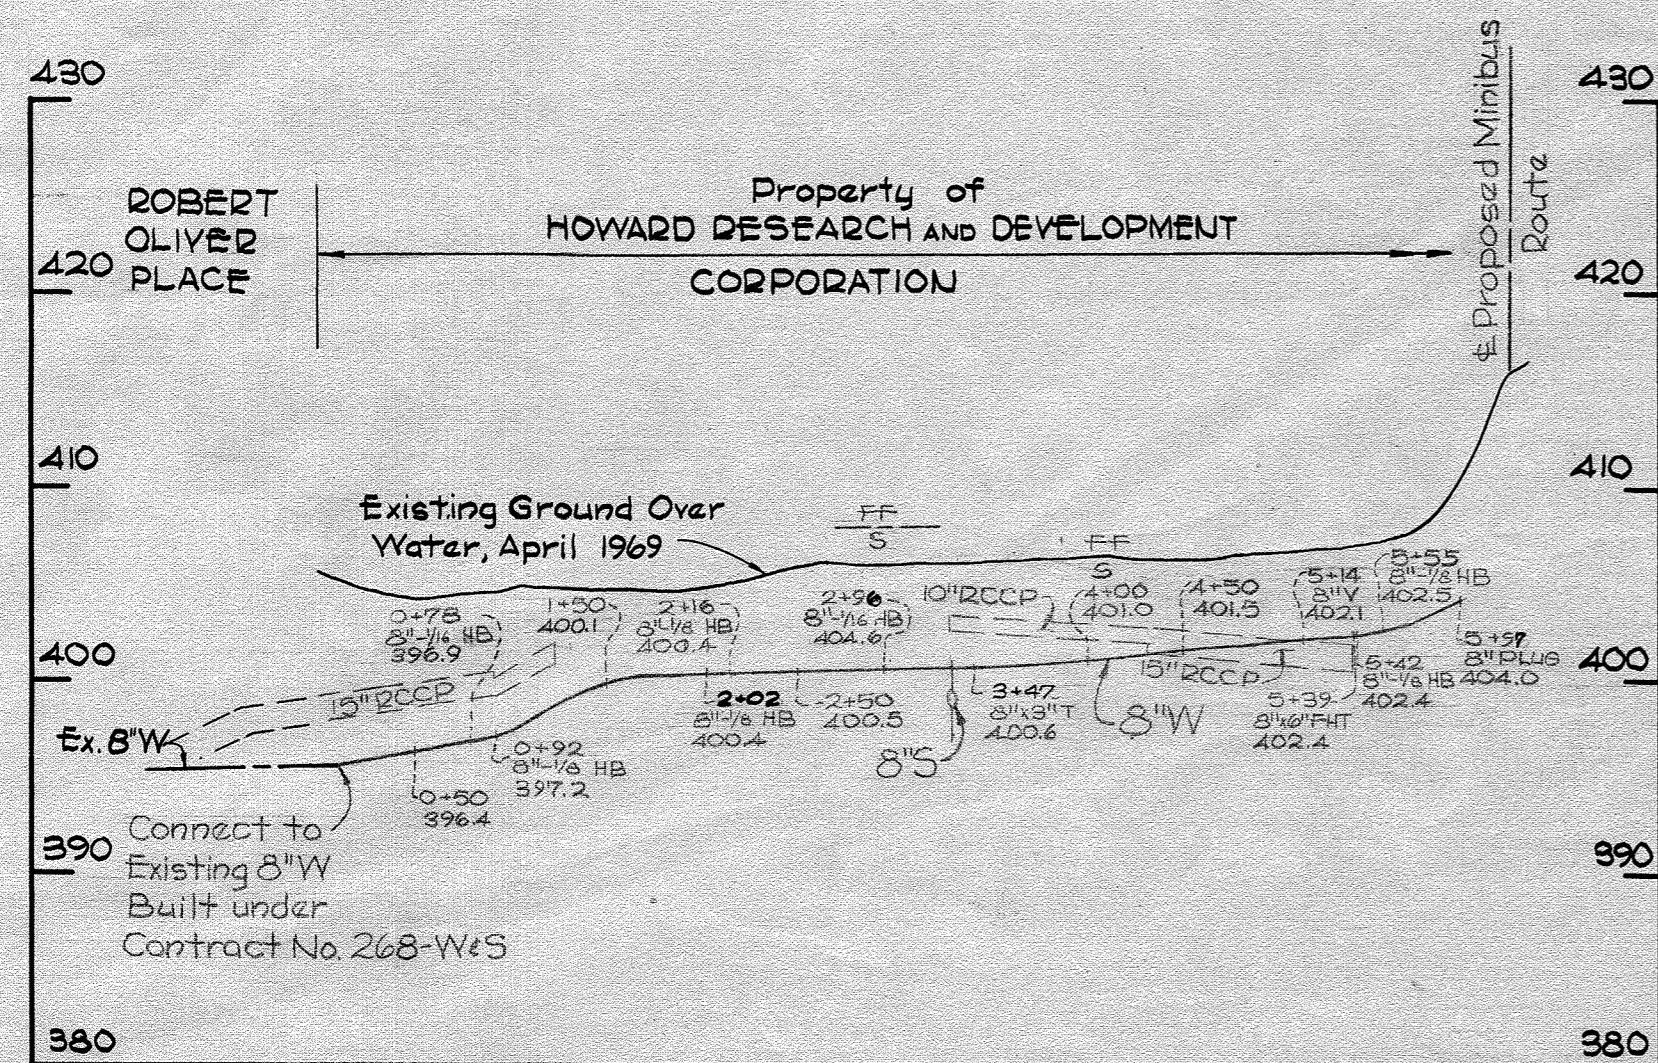 430
430
ROBERT
OLIVER
PLACE
Property of
HOWARD RESEARCH AND DEVELOPMENT
CORPORATION
℄ Proposed Minibus
Route
420
420
410
410
Existing Ground Over
Water, April 1969
FF
S
FF
S
0+78
8"-1/16 HB
396.9
1+50
400.1
2+16
8"-1/8 HB
400.4
2+96
8"-1/16 HB
404.6
10"RCCP
4+00
401.0
4+50
401.5
5+14
8"V
402.1
5+55
8"-1/8 HB
402.5
400
400
15"RCCP
Ex. 8"W
0+50
396.4
0+92
8"-1/8 HB
397.2
2+02
8"-1/8 HB
400.4
2+50
400.5
8"S
3+47
8"x3"T
400.6
8"W
15"RCCP
5+39
8"x6"FHT
402.4
5+42
8"-1/8 HB
402.4
5+97
8"PLUG
404.0
Connect to
Existing 8"W
Built under
Contract No. 268-W&S
390
390
380
380